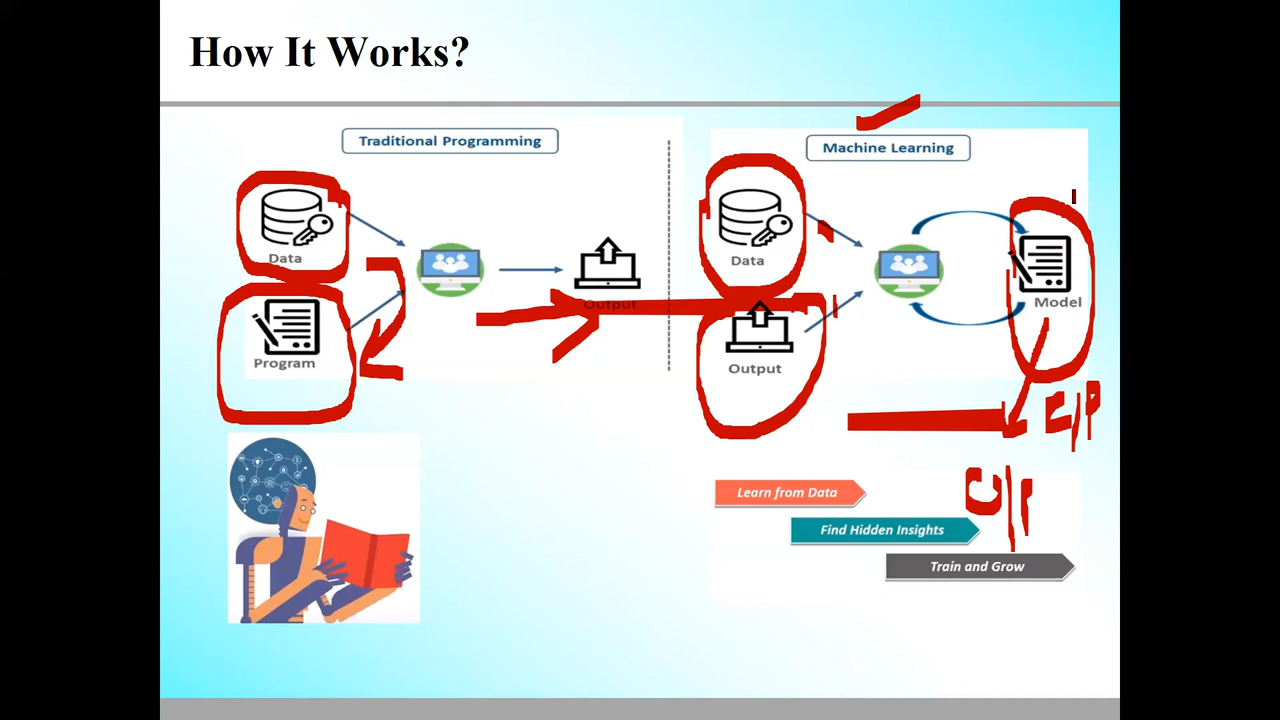 How It Works?
Traditional Programming
Data
Program
Output
Machine Learning
Data
Output
Model
Learn from Data
Find Hidden Insights
Train and Grow